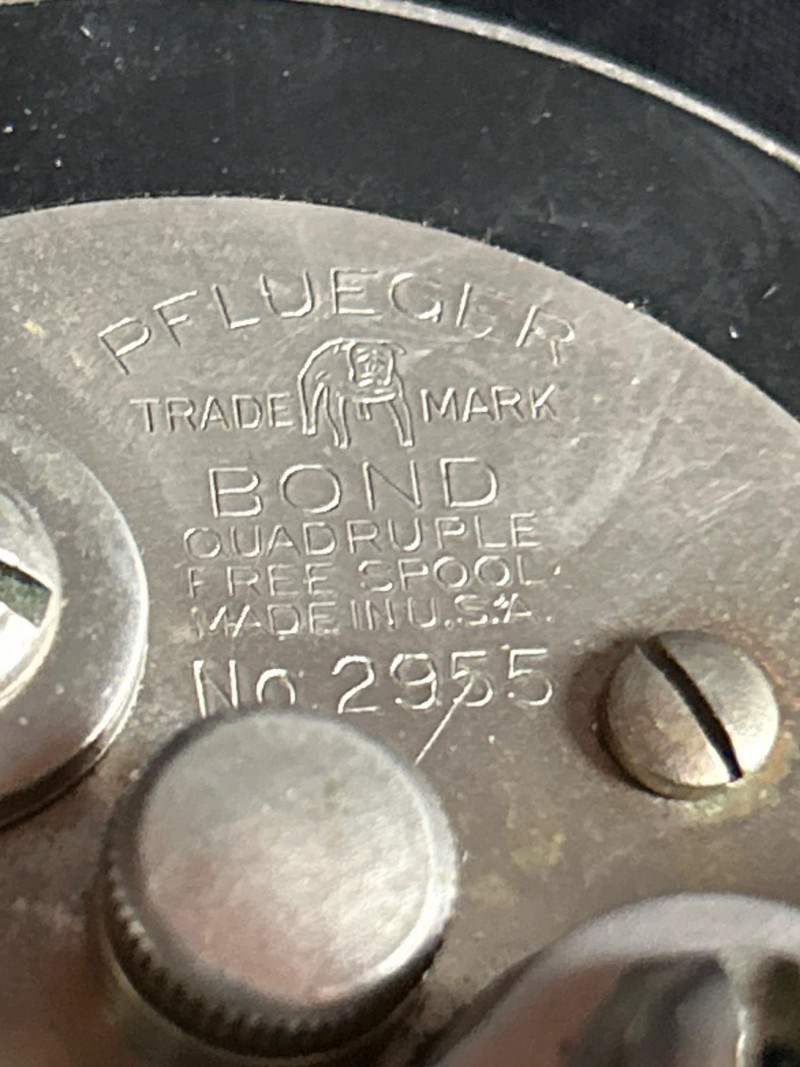 PFLUEGER
TRADE MARK
BOND
QUADRUPLE
FREE SPOOL.
MADE IN U.S.A.
No. 2955